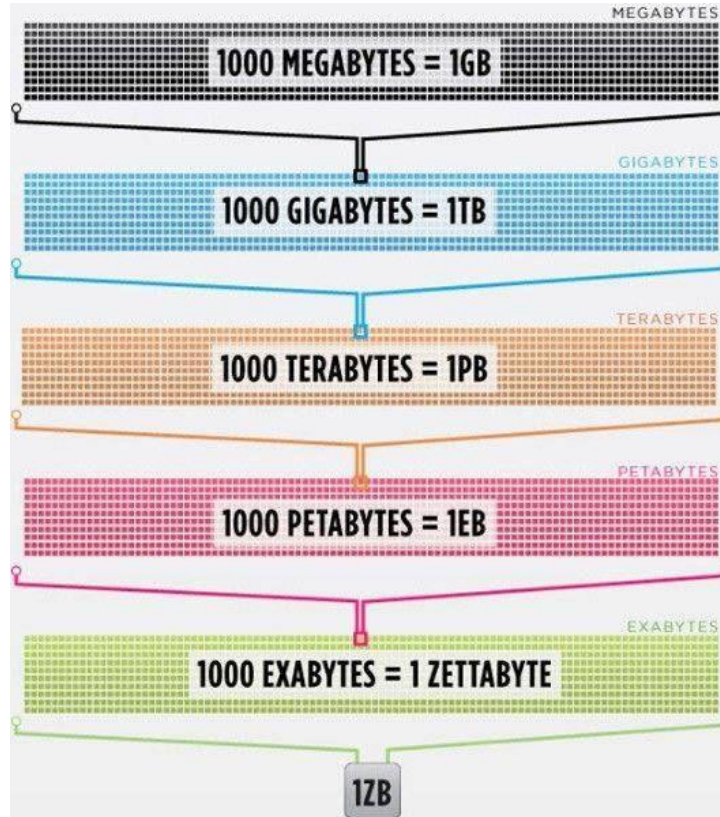 MEGABYTES
1000 MEGABYTES = 1GB
GIGABYTES
1000 GIGABYTES = 1TB
TERABYTES
1000 TERABYTES = 1PB
PETABYTES
1000 PETABYTES = 1EB
EXABYTES
1000 EXABYTES = 1 ZETTABYTE
1ZB